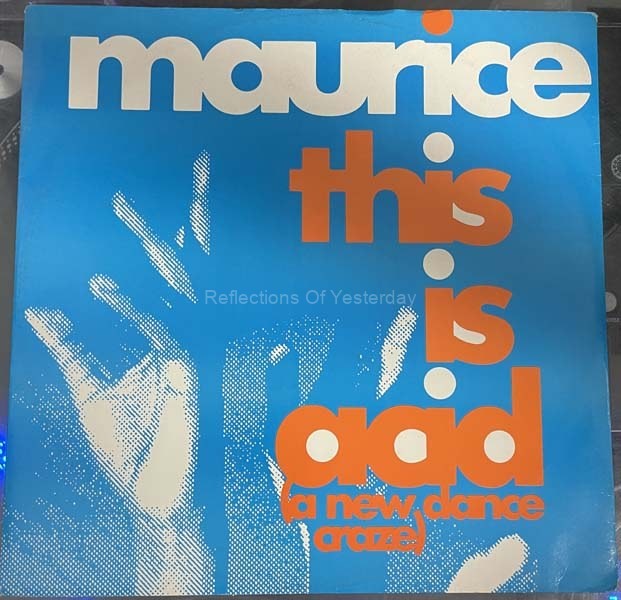 maurice
this
is
acid
(a new dance
craze)
Reflections Of Yesterday